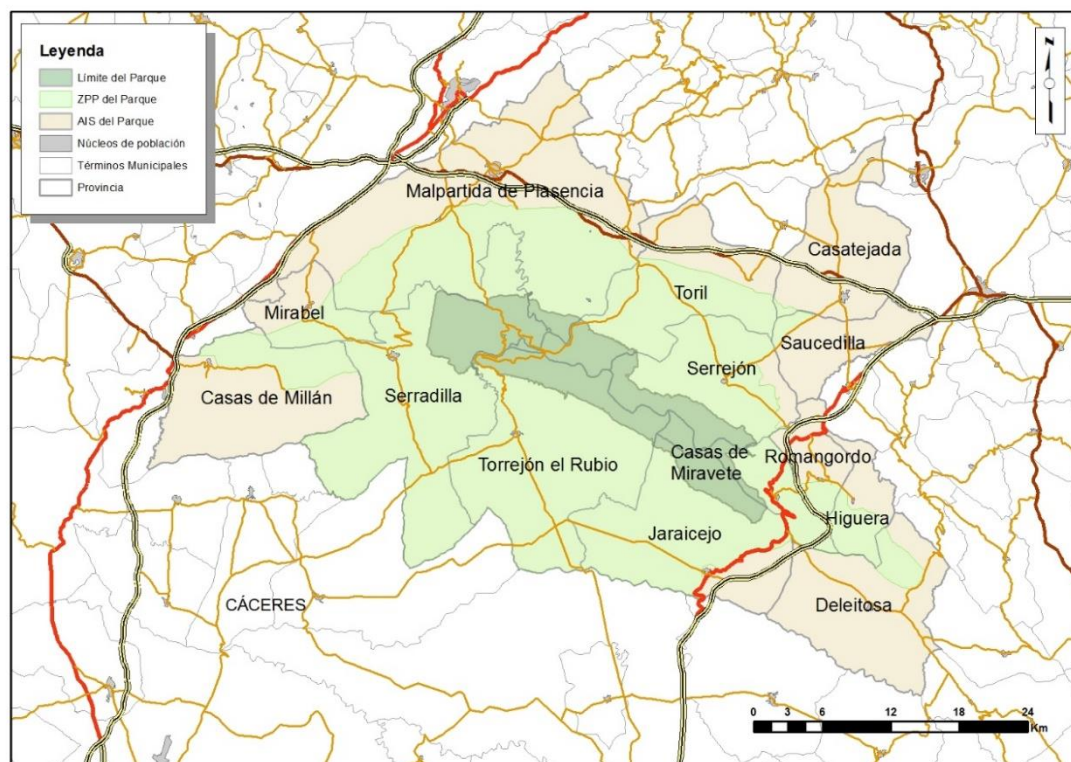 Leyenda
Límite del Parque
ZPP del Parque
AIS del Parque
Núcleos de población
Términos Municipales
Provincia
N
Malpartida de Plasencia
Casatejada
Toril
Mirabel
Saucedilla
Serrejón
Casas de Millán
Serradilla
Casas de
Miravete
Romangordo
Torrejón el Rubio
Higuera
Jaraicejo
CÁCERES
Deleitosa
0 3 6 12 18 24
Km